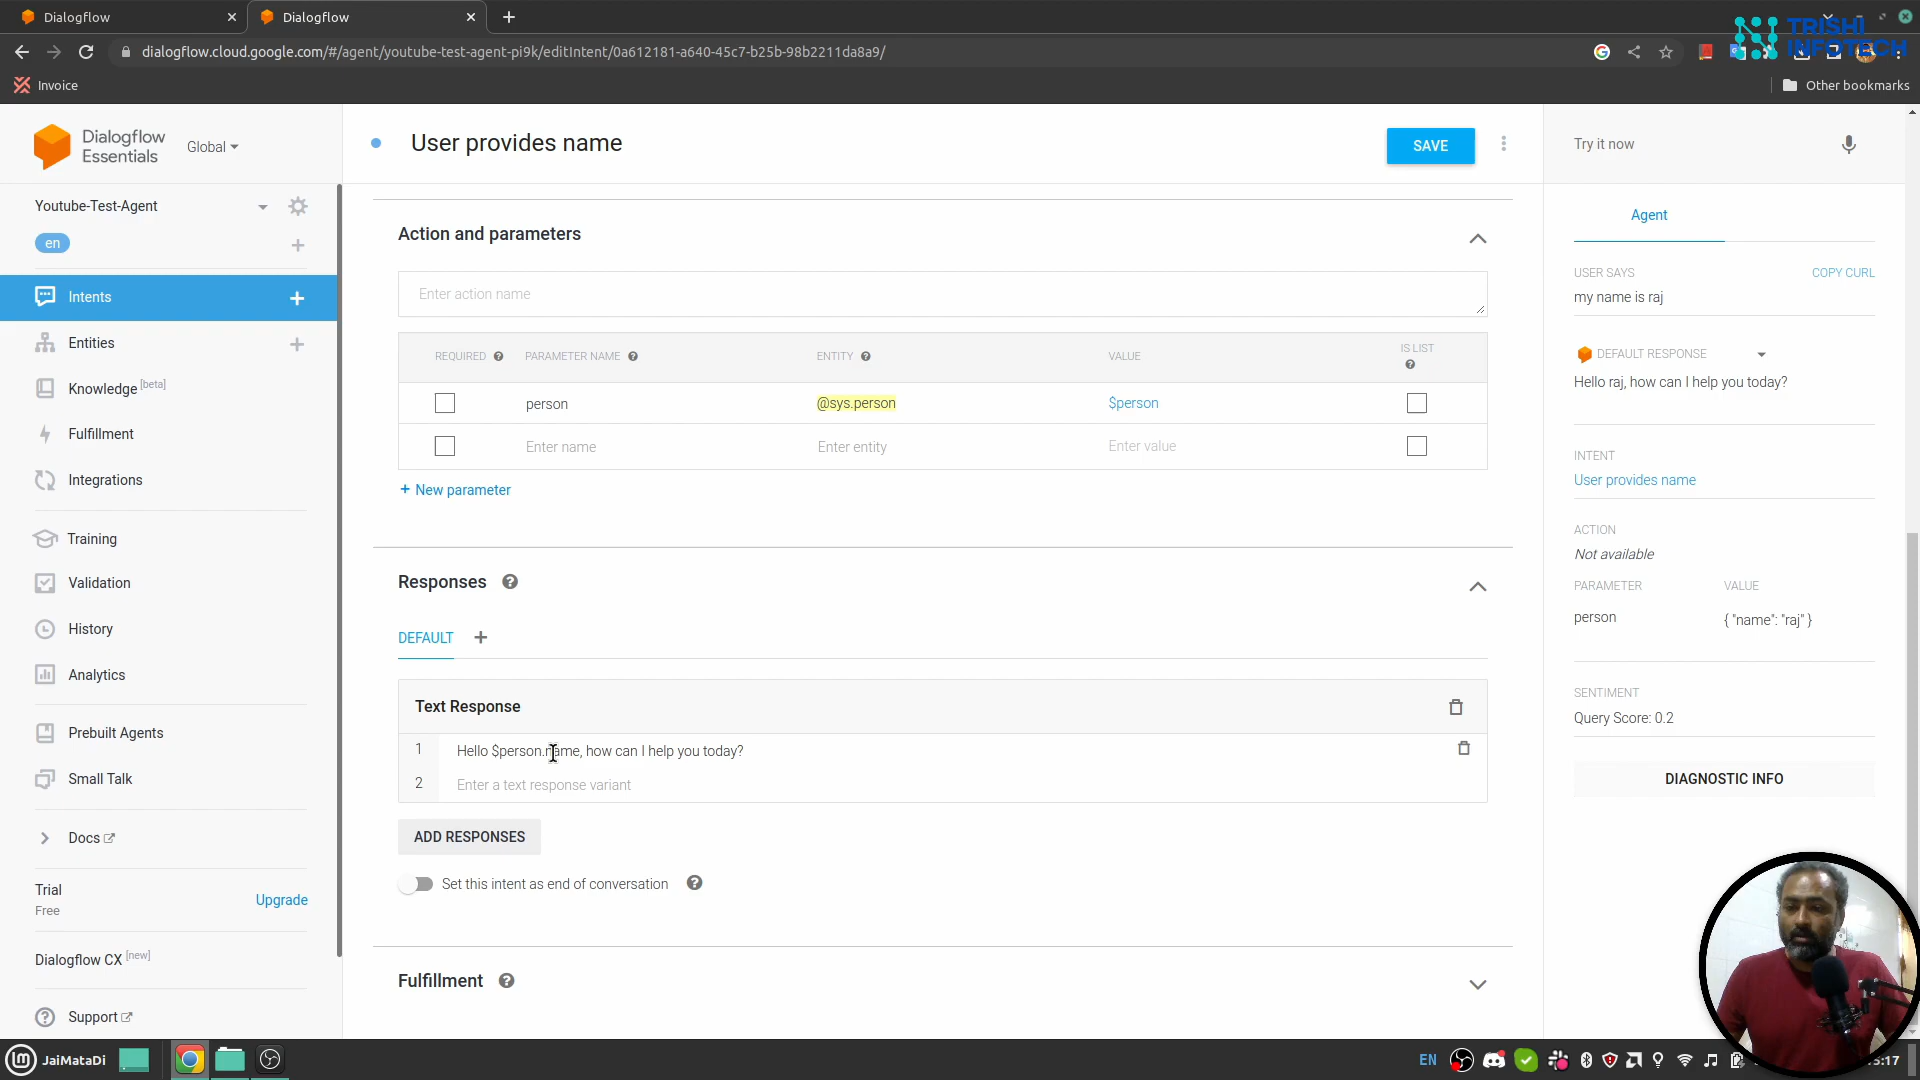 Dialogflow
Dialogflow
dialogflow.cloud.google.com/#/agent/youtube-test-agent-pi9k/editIntent/0a612181-a640-45c7-b25b-98b2211da8a9/
TRISHI
INFOTECH
Invoice
Other bookmarks
Dialogflow
Essentials
Global
User provides name
SAVE
Try it now
Youtube-Test-Agent
en
Intents
Entities
Knowledge [beta]
Fulfillment
Integrations
Training
Validation
History
Analytics
Prebuilt Agents
Small Talk
Docs
Trial
Free
Upgrade
Dialogflow CX [new]
Support
Action and parameters
Enter action name
REQUIRED
PARAMETER NAME
ENTITY
VALUE
IS LIST
person
@sys.person
$person
Enter name
Enter entity
Enter value
+ New parameter
Responses
DEFAULT
Text Response
1 Hello $person.name, how can I help you today?
2 Enter a text response variant
ADD RESPONSES
Set this intent as end of conversation
Fulfillment
Agent
USER SAYS
COPY CURL
my name is raj
DEFAULT RESPONSE
Hello raj, how can I help you today?
INTENT
User provides name
ACTION
Not available
PARAMETER
VALUE
person
{ "name": "raj" }
SENTIMENT
Query Score: 0.2
DIAGNOSTIC INFO
JaiMataDi
EN